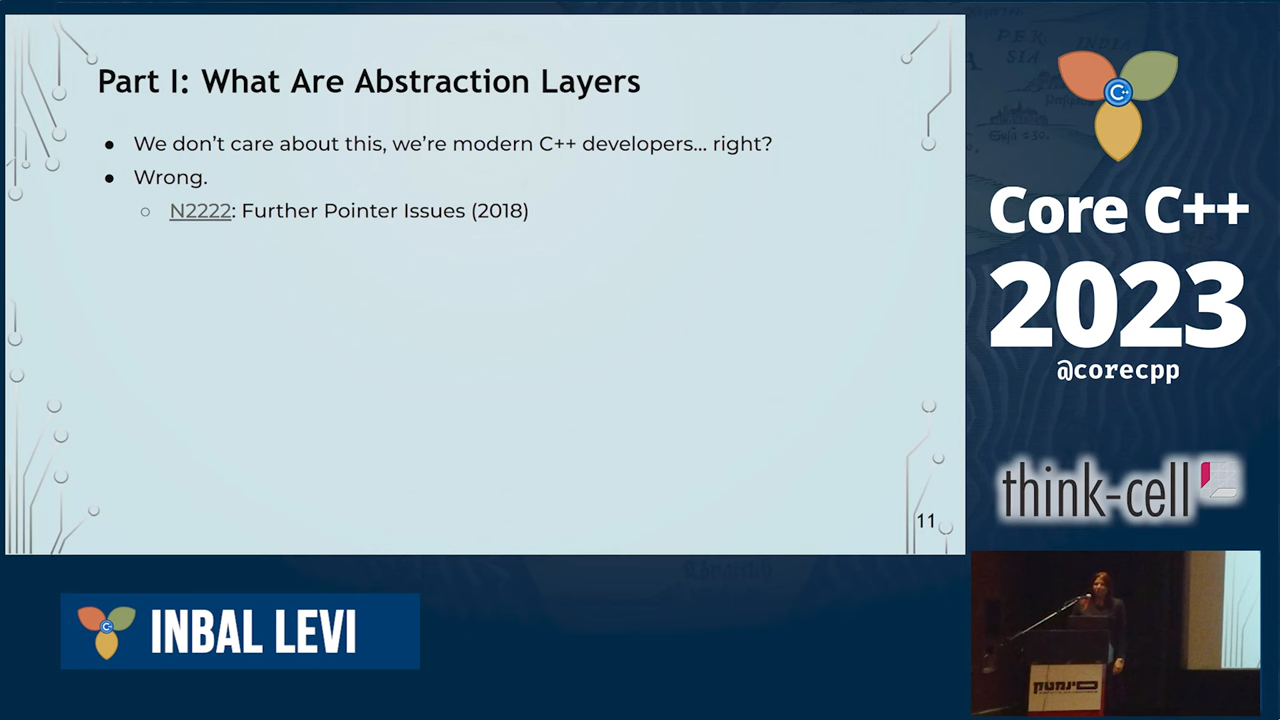 Part I: What Are Abstraction Layers
● We don't care about this, we're modern C++ developers... right?
● Wrong.
○ N2222: Further Pointer Issues (2018)
11
C++
Core C++
2023
@corecpp
think-cell
INBAL LEVI
סינמטק